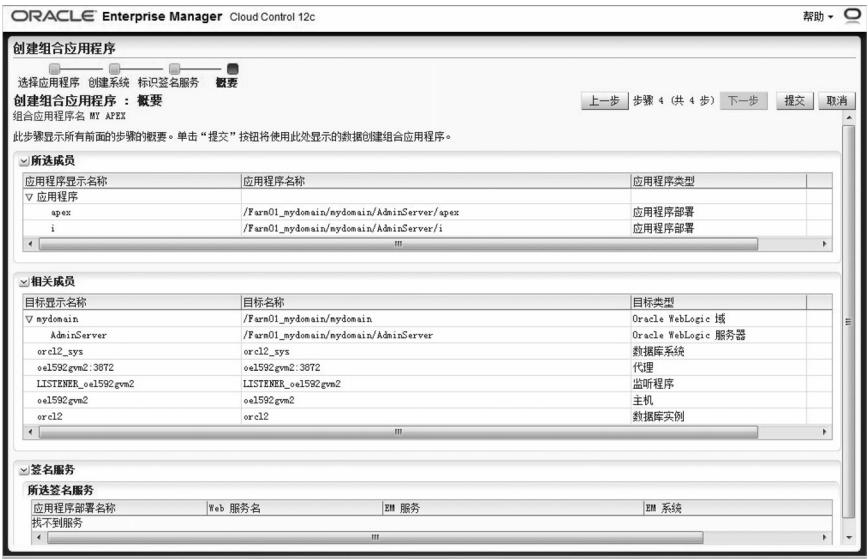 ORACLE Enterprise Manager Cloud Control 12c 帮助
创建组合应用程序
选择应用程序 创建系统 标识签名服务 概要
创建组合应用程序 : 概要 上一步 步骤 4 (共 4 步) 下一步 提交 取消
组合应用程序名 MY APEX
此步骤显示所有前面的步骤的概要。单击“提交”按钮将使用此处显示的数据创建组合应用程序。
所选成员
应用程序显示名称 应用程序名称 应用程序类型
应用程序
apex /Farm01_mydomain/mydomain/AdminServer/apex 应用程序部署
i /Farm01_mydomain/mydomain/AdminServer/i 应用程序部署
相关成员
目标显示名称 目标名称 目标类型
mydomain /Farm01_mydomain/mydomain Oracle WebLogic 域
AdminServer /Farm01_mydomain/mydomain/AdminServer Oracle WebLogic 服务器
orcl2_sys orcl2_sys 数据库系统
oel592gvm2:3872 oel592gvm2:3872 代理
LISTENER_oel592gvm2 LISTENER_oel592gvm2 监听程序
oel592gvm2 oel592gvm2 主机
orcl2 orcl2 数据库实例
签名服务
所选签名服务
应用程序部署名称 Web 服务名 EM 服务 EM 系统
找不到服务